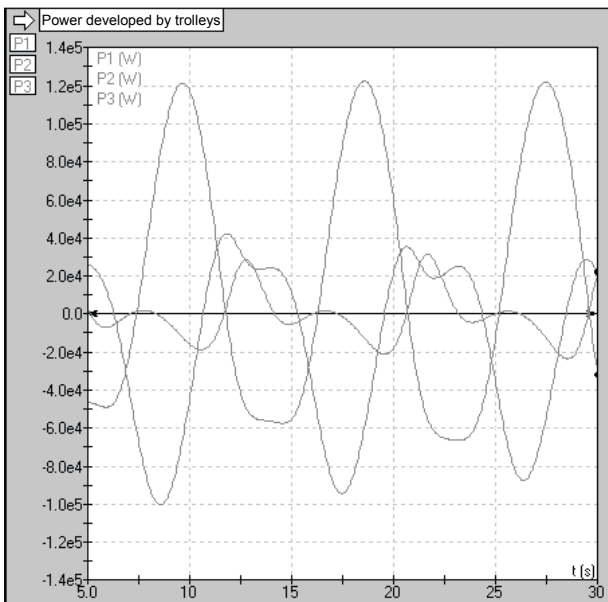 Power developed by trolleys
P1
P2
P3
P1 (W)
P2 (W)
P3 (W)
1.4e5
1.2e5
1.0e5
8.0e4
6.0e4
4.0e4
2.0e4
0.0
-2.0e4
-4.0e4
-6.0e4
-8.0e4
-1.0e5
-1.2e5
-1.4e5
t (s)
5.0 10 15 20 25 30